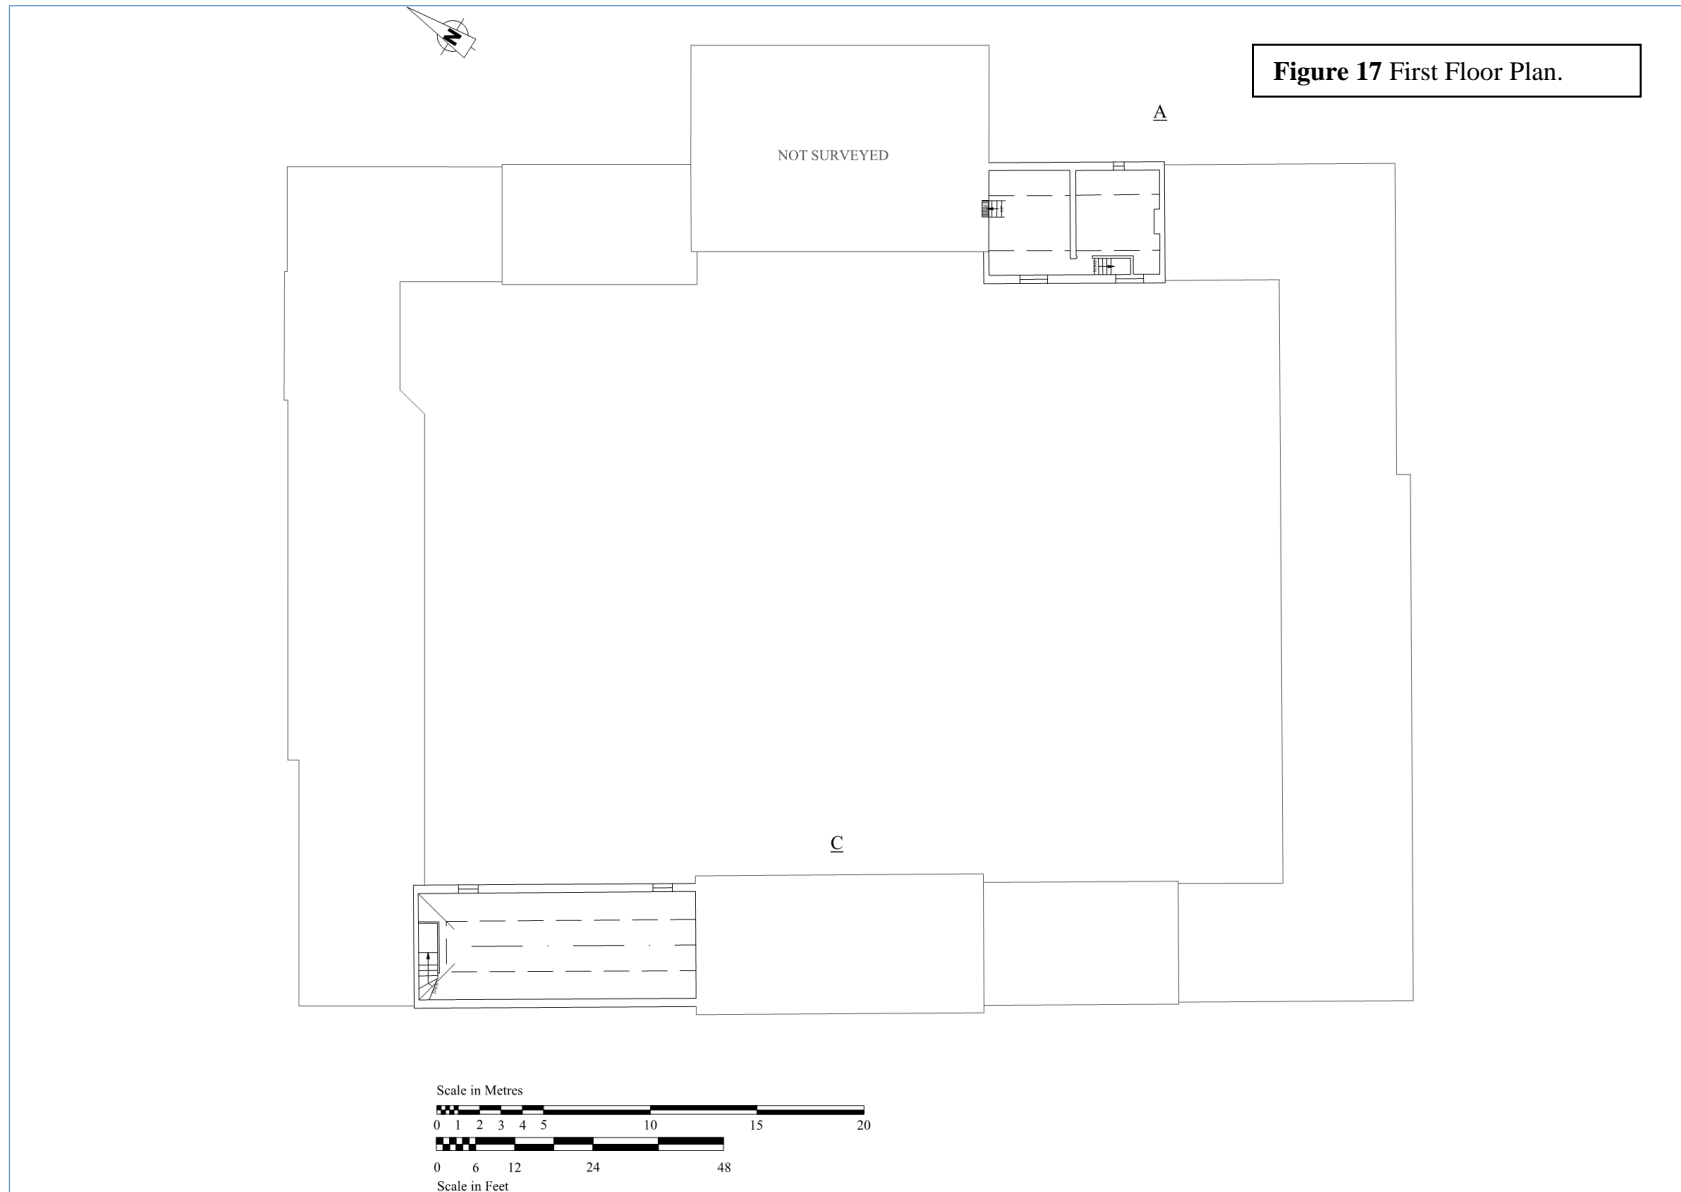 N
Figure 17 First Floor Plan.
A
NOT SURVEYED
C
Scale in Metres
0 1 2 3 4 5 10 15 20
0 6 12 24 48
Scale in Feet